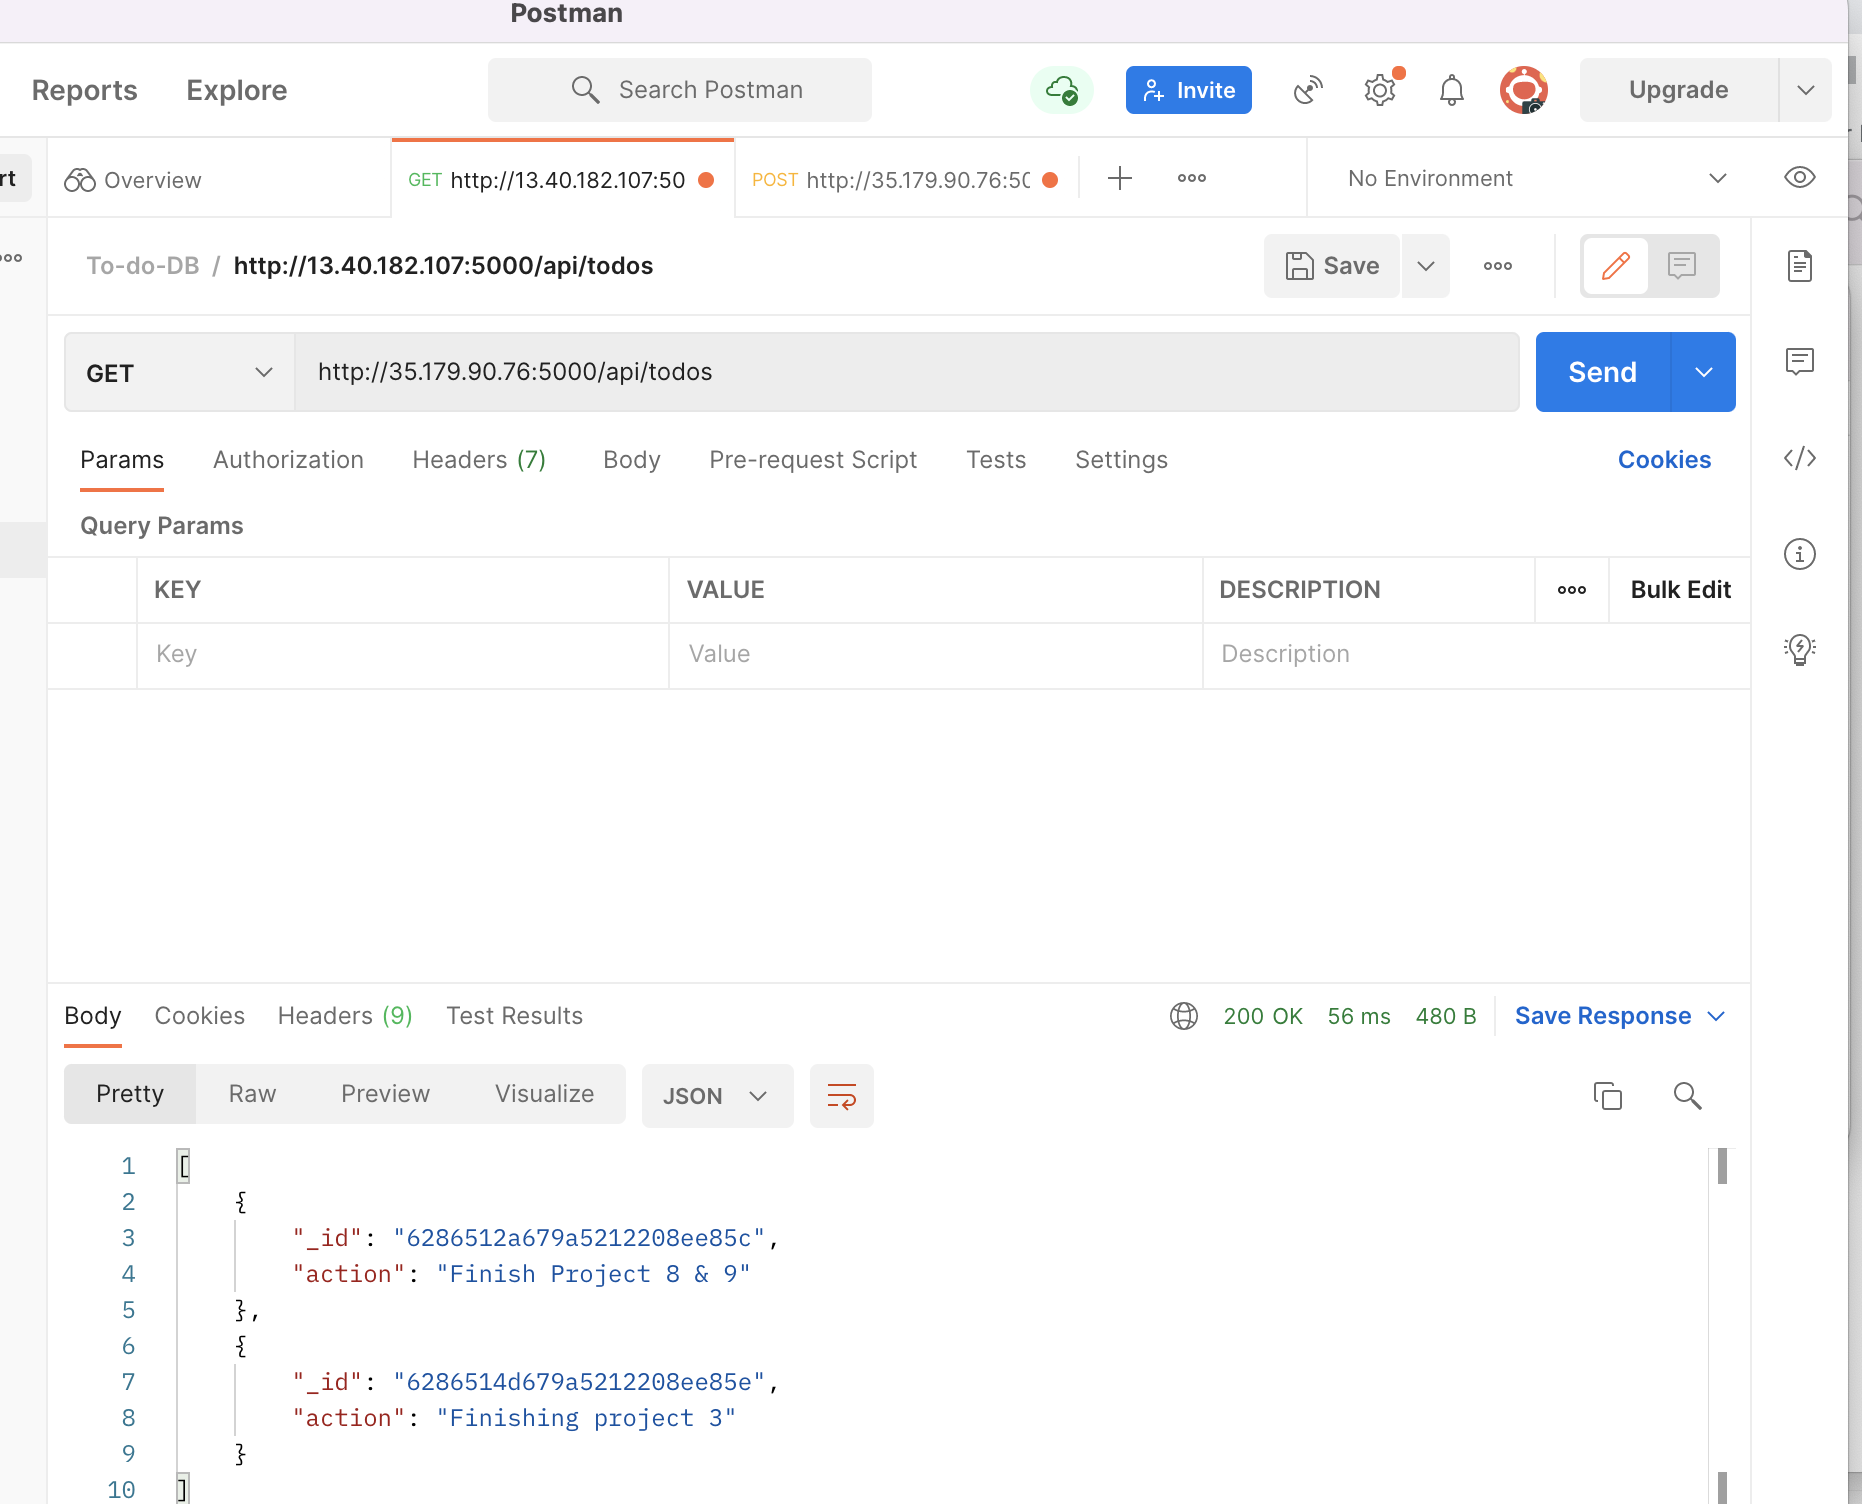 Postman
Reports Explore Search Postman Invite Upgrade
rt Overview GET http://13.40.182.107:50 POST http://35.179.90.76:50 No Environment
To-do-DB / http://13.40.182.107:5000/api/todos Save
GET http://35.179.90.76:5000/api/todos Send
Params Authorization Headers (7) Body Pre-request Script Tests Settings Cookies
Query Params
KEY VALUE DESCRIPTION Bulk Edit
Key Value Description
Body Cookies Headers (9) Test Results 200 OK 56 ms 480 B Save Response
Pretty Raw Preview Visualize JSON
1 [
2 {
3 "_id": "6286512a679a5212208ee85c",
4 "action": "Finish Project 8 & 9"
5 },
6 {
7 "_id": "6286514d679a5212208ee85e",
8 "action": "Finishing project 3"
9 }
10 ]